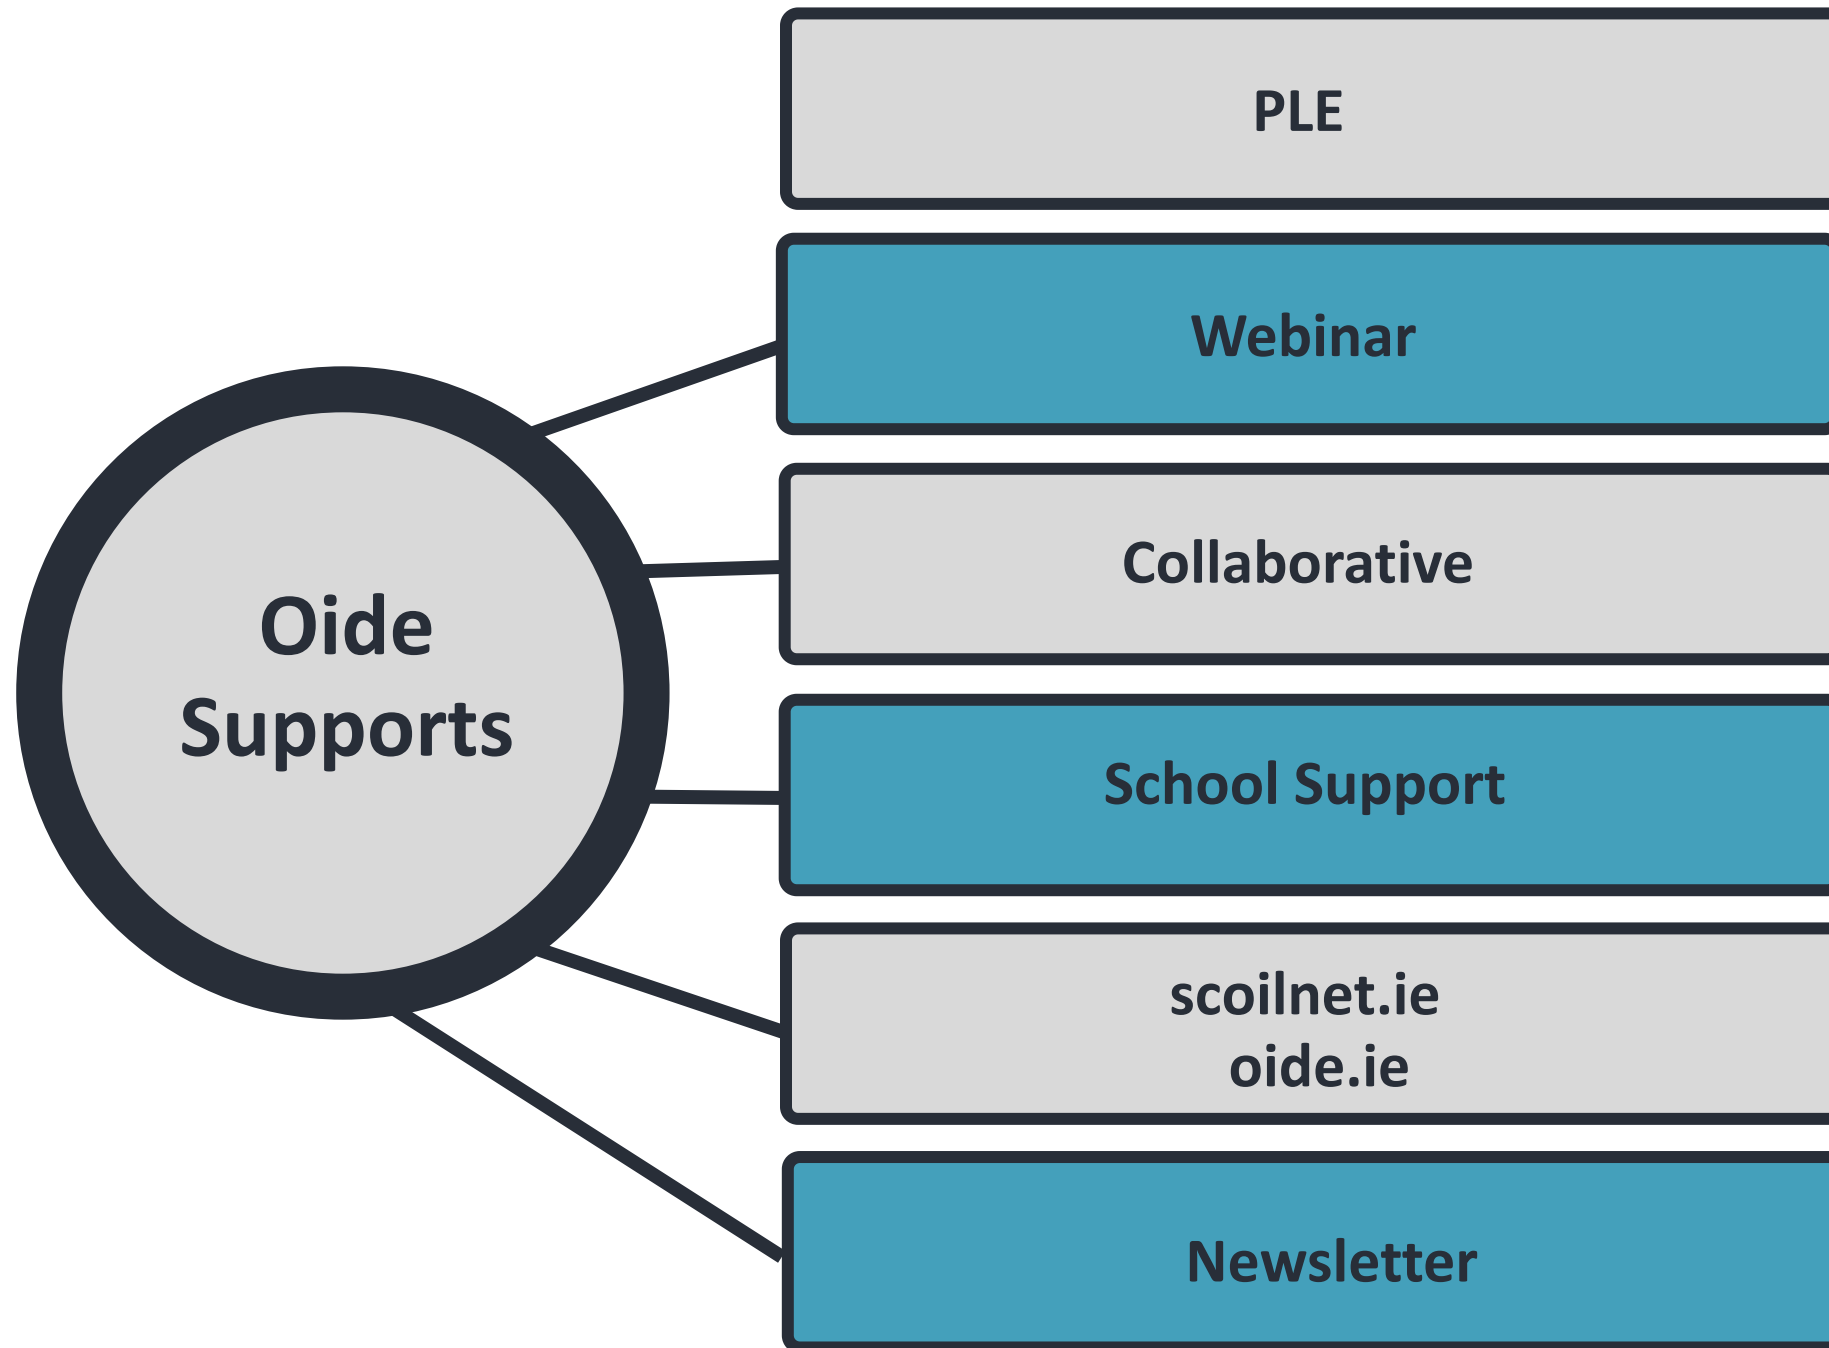 Oide
Supports
PLE
Webinar
Collaborative
School Support
scoilnet.ie
oide.ie
Newsletter